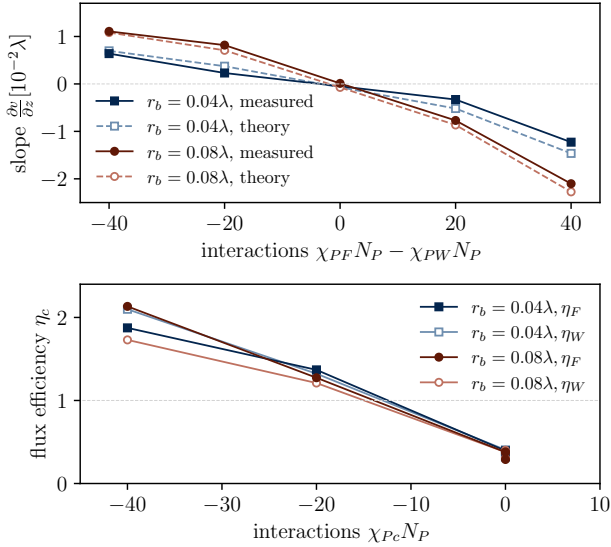 slope ∂v/∂z [10⁻²λ]
1
0
−1
−2
r_b = 0.04λ, measured
r_b = 0.04λ, theory
r_b = 0.08λ, measured
r_b = 0.08λ, theory
−40 −20 0 20 40
interactions χ_PF N_P − χ_PW N_P
flux efficiency η_c
2
1
0
r_b = 0.04λ, η_F
r_b = 0.04λ, η_W
r_b = 0.08λ, η_F
r_b = 0.08λ, η_W
−40 −30 −20 −10 0 10
interactions χ_Pc N_P